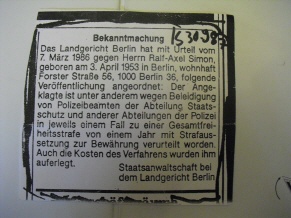 Bekanntmachung
Das Landgericht Berlin hat mit Urteil vom
7. März 1986 gegen Herrn Ralf-Axel Simon,
geboren am 3. April 1953 in Berlin, wohnhaft
Forster Straße 56, 1000 Berlin 36, folgende
Veröffentlichung angeordnet: Der Ange-
klagte ist unter anderem wegen Beleidigung
von Polizeibeamten der Abteilung Staats-
schutz und anderer Abteilungen der Polizei
in jeweils einem Fall zu einer Gesamtfrei-
heitsstrafe von einem Jahr mit Strafaus-
setzung zur Bewährung verurteilt worden.
Auch die Kosten des Verfahrens wurden ihm
auferlegt.
Staatsanwaltschaft bei
dem Landgericht Berlin